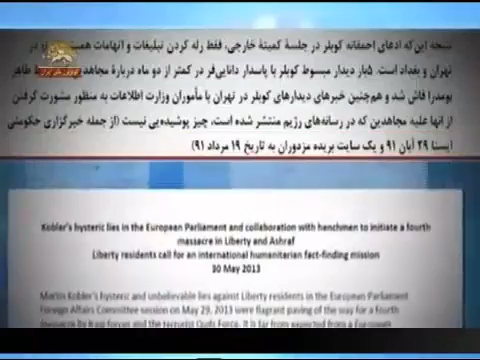 نتیجه این‌که ادعای احمقانه کوبلر در جلسهٔ کمیتهٔ خارجی، فقط رله کردن تبلیغات و اتهامات
تهران و بغداد است. ۵بار دیدار مبسوط کوبلر با پاسدار دانایی‌فر در کمتر از دو ماه دربارهٔ مجاهدین طاهر
بومدرا فاش شد و هم‌چنین خبرهای دیدارهای کوبلر در تهران با مأموران وزارت اطلاعات به منظور مشورت گرفتن
از آنها علیه مجاهدین که در رسانه‌های رژیم منتشر شده است، چیز پوشیده‌یی نیست (از جمله خبرگزاری حکومتی
ایسنا ۲۹ آبان ۹۱ و یک سایت بریده مزدوران به تاریخ ۱۹ مرداد ۹۱)
Kobler's hysteric lies in the European Parliament and collaboration with henchmen to initiate a fourth
massacre in Liberty and Ashraf
Liberty residents call for an international humanitarian fact-finding mission
30 May 2013
Martin Kobler's hysteric and unbelievable lies against Liberty residents in the European Parliament
Foreign Affairs Committee session on May 29, 2013 were flagrant paving of the way for a fourth
massacre by Iraqi forces and the terrorist Quds Force. It is far from expected from a European